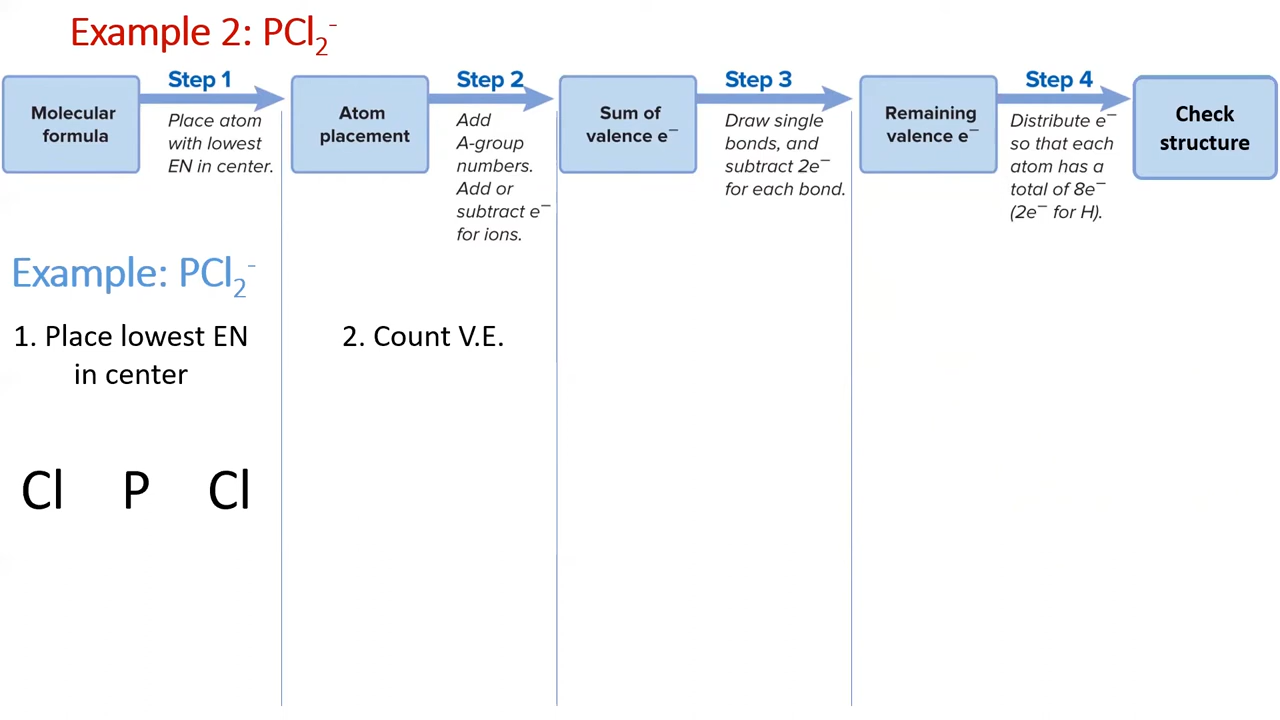 Example 2: PCl₂⁻
Step 1
Step 2
Step 3
Step 4
Molecular
formula
Place atom
with lowest
EN in center.
Atom
placement
Add
A-group
numbers.
Add or
subtract e⁻
for ions.
Sum of
valence e⁻
Draw single
bonds, and
subtract 2e⁻
for each bond.
Remaining
valence e⁻
Distribute e⁻
so that each
atom has a
total of 8e⁻
(2e⁻ for H).
Check
structure
Example: PCl₂⁻
1. Place lowest EN
in center
2. Count V.E.
Cl P Cl